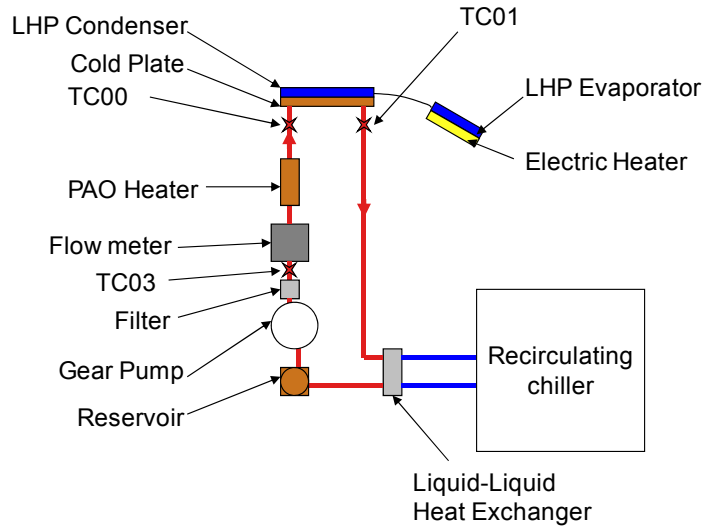 LHP Condenser
TC01
Cold Plate
TC00
LHP Evaporator
Electric Heater
PAO Heater
Flow meter
TC03
Filter
Gear Pump
Reservoir
Recirculating
chiller
Liquid-Liquid
Heat Exchanger